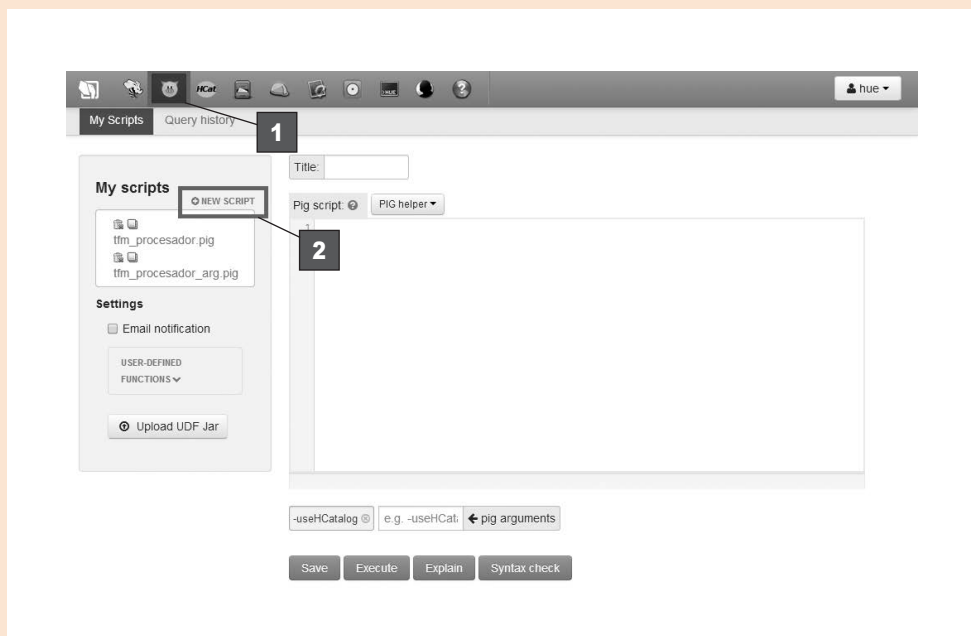 HCat
HUE
hue
My Scripts
Query history
1
Title:
My scripts
NEW SCRIPT
Pig script:
PIG helper
1
2
tfm_procesador.pig
tfm_procesador_arg.pig
Settings
Email notification
USER-DEFINED
FUNCTIONS
Upload UDF Jar
-useHCatalog
e.g. -useHCat
pig arguments
Save
Execute
Explain
Syntax check